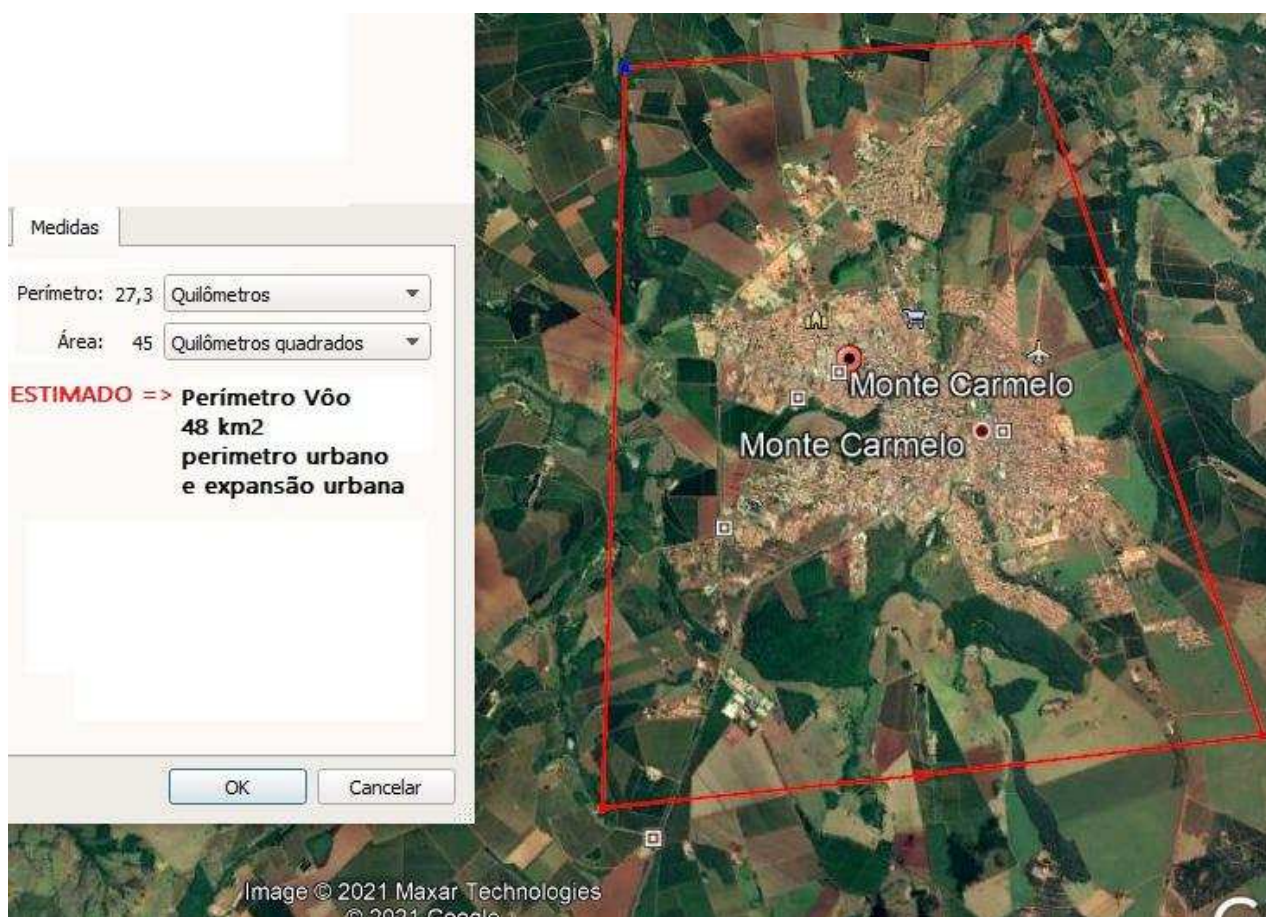 Medidas
Perímetro: 27,3 Quilômetros
Área: 45 Quilômetros quadrados
ESTIMADO => Perímetro Vôo
48 km2
perimetro urbano
e expansão urbana
OK Cancelar
Monte Carmelo
Monte Carmelo
Image © 2021 Maxar Technologies
© 2021 Google